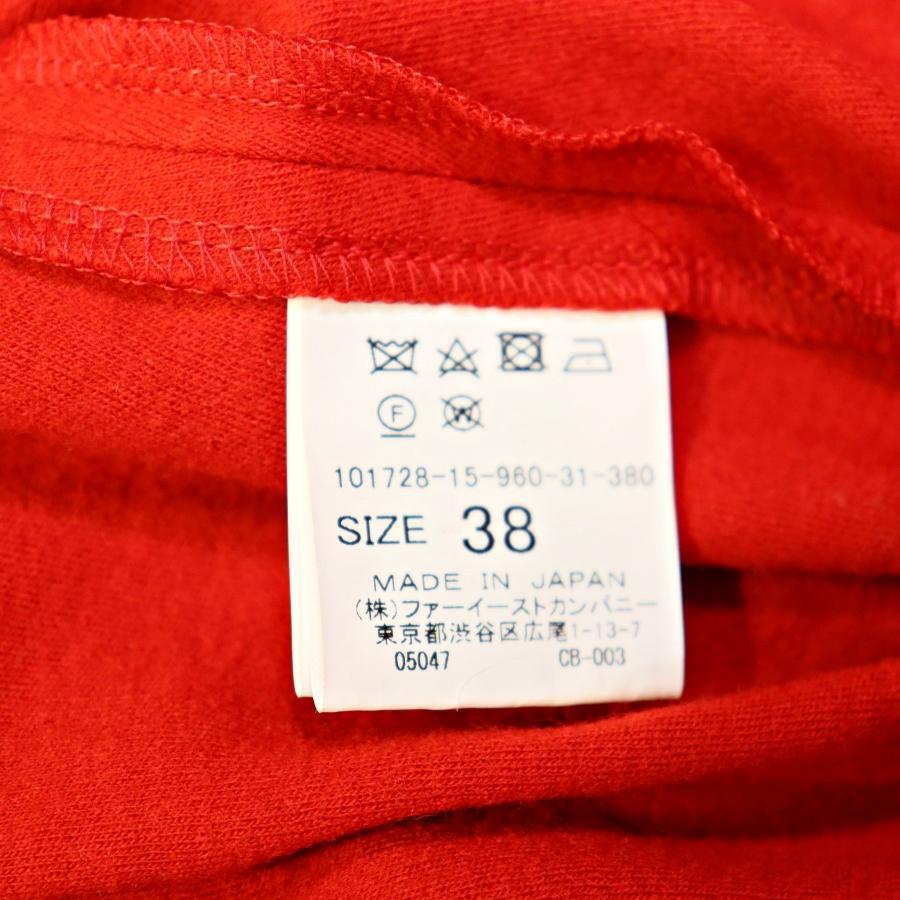 F W
101728-15-960-31-380
SIZE 38
MADE IN JAPAN
(株)ファーイーストカンパニー
東京都渋谷区広尾1-13-7
05047 CB-003